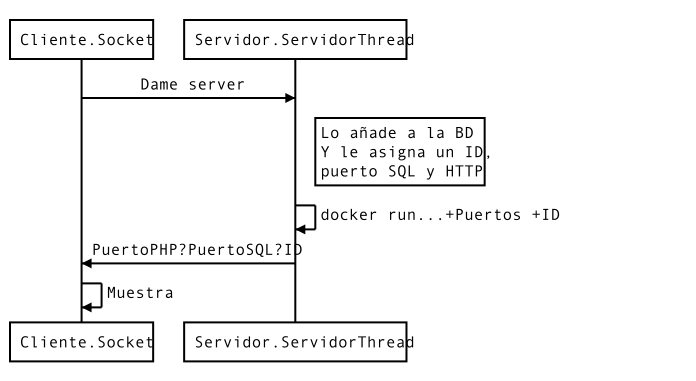 Cliente.Socket
Servidor.ServidorThread
Dame server
Lo añade a la BD
Y le asigna un ID,
puerto SQL y HTTP
docker run...+Puertos +ID
PuertoPHP?PuertoSQL?ID
Muestra
Cliente.Socket
Servidor.ServidorThread